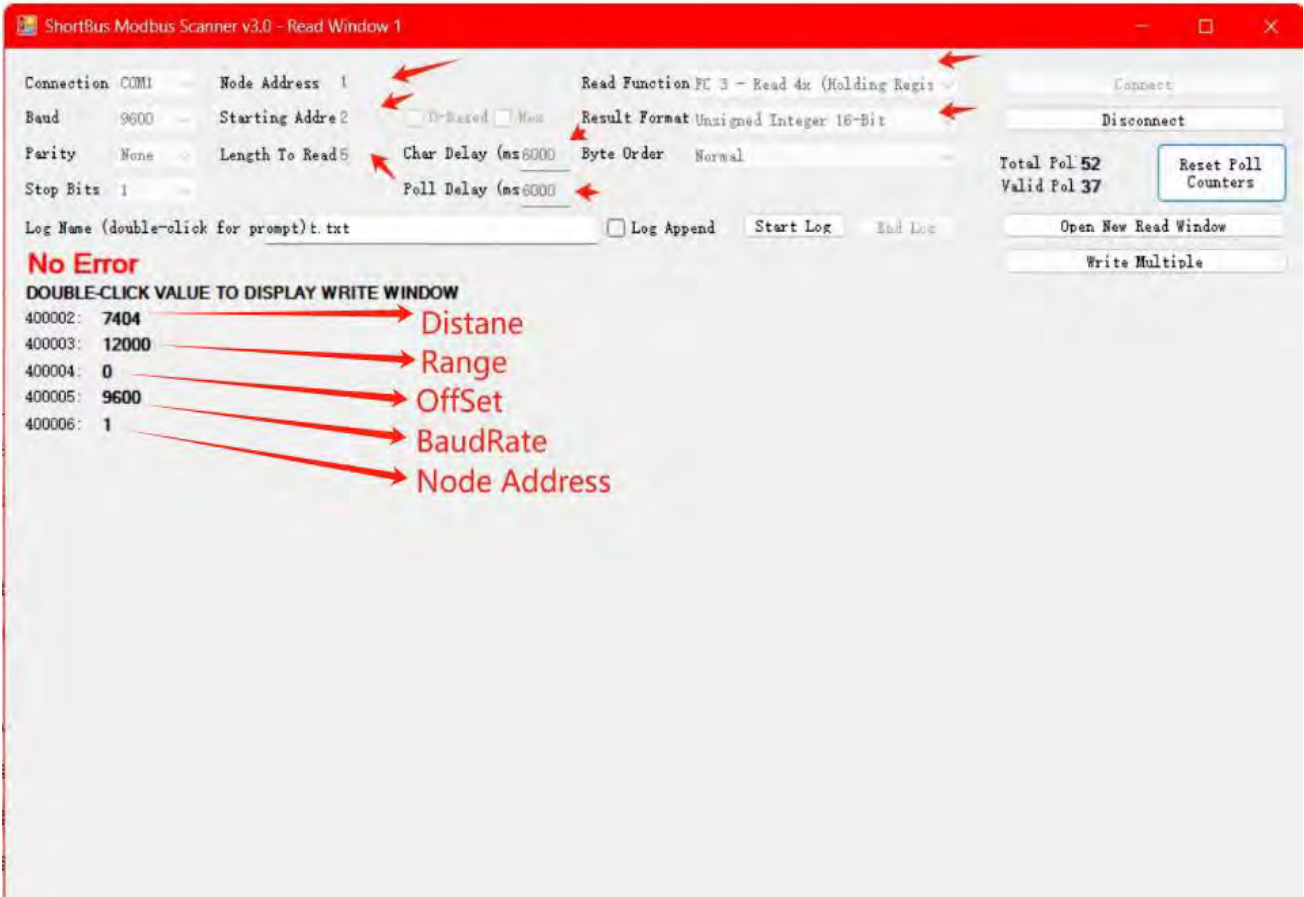 ShortBus Modbus Scanner v3.0 - Read Window 1
Connection COM1 Node Address 1 Read Function FC 3 - Read 4x (Holding Regis Connect
Baud 9600 Starting Addre 2 0-Based Hex Result Format Unsigned Integer 16-Bit Disconnect
Parity None Length To Read 5 Char Delay (ms 6000 Byte Order Normal Total Pol 52 Reset Poll Counters
Stop Bits 1 Poll Delay (ms 6000 Valid Pol 37
Log Name (double-click for prompt) t.txt Log Append Start Log End Log Open New Read Window
Write Multiple
No Error
DOUBLE-CLICK VALUE TO DISPLAY WRITE WINDOW
400002: 7404 Distane
400003: 12000 Range
400004: 0 OffSet
400005: 9600 BaudRate
400006: 1 Node Address